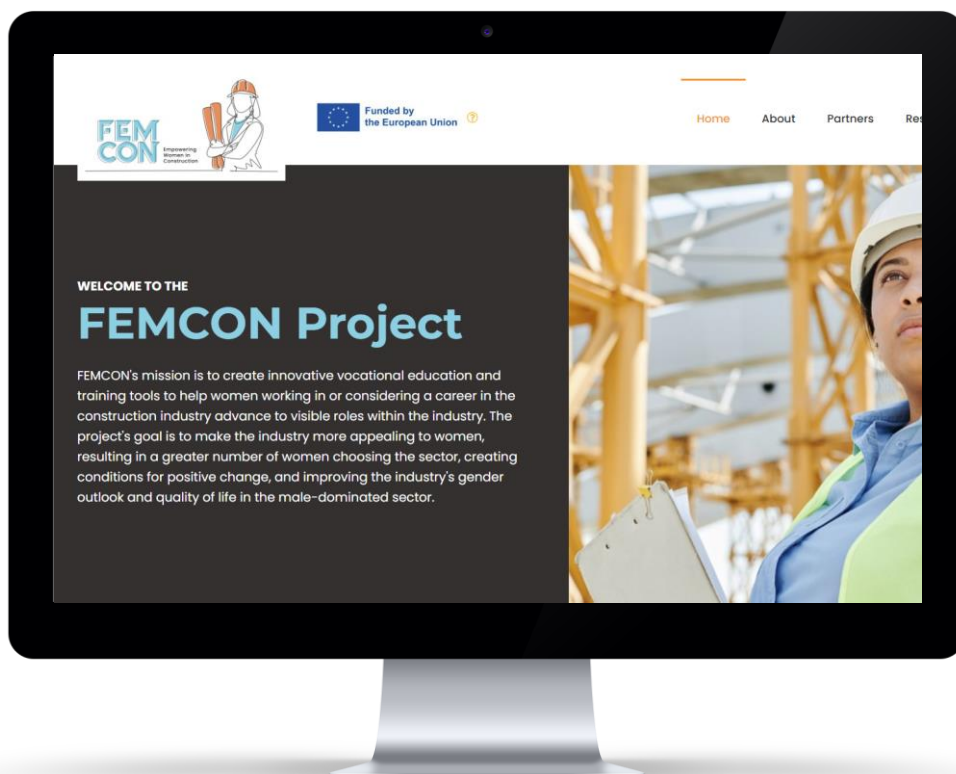 FEM
CON
Empowering
Women in
Construction
Funded by
the European Union
?
Home About Partners Res
WELCOME TO THE
FEMCON Project
FEMCON's mission is to create innovative vocational education and
training tools to help women working in or considering a career in the
construction industry advance to visible roles within the industry. The
project's goal is to make the industry more appealing to women,
resulting in a greater number of women choosing the sector, creating
conditions for positive change, and improving the industry's gender
outlook and quality of life in the male-dominated sector.